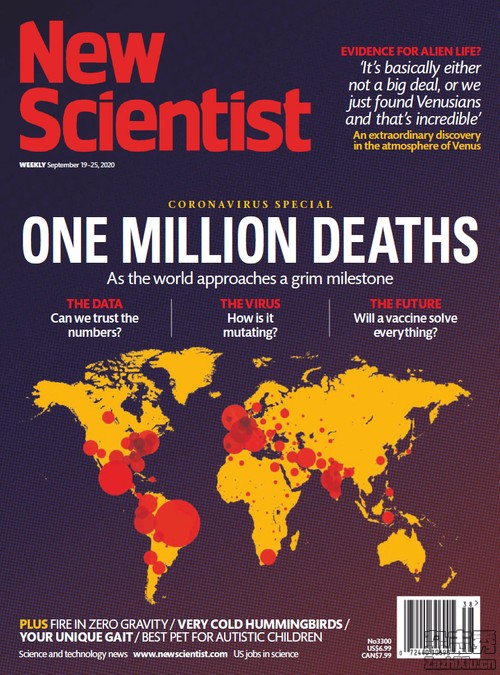 New
Scientist
WEEKLY September 19–25, 2020
EVIDENCE FOR ALIEN LIFE?
‘It’s basically either
not a big deal, or we
just found Venusians
and that’s incredible’
An extraordinary discovery
in the atmosphere of Venus
CORONAVIRUS SPECIAL
ONE MILLION DEATHS
As the world approaches a grim milestone
THE DATA
Can we trust the
numbers?
THE VIRUS
How is it
mutating?
THE FUTURE
Will a vaccine solve
everything?
PLUS FIRE IN ZERO GRAVITY / VERY COLD HUMMINGBIRDS /
YOUR UNIQUE GAIT / BEST PET FOR AUTISTIC CHILDREN
Science and technology news www.newscientist.com US jobs in science
No3300
US$6.99
CAN$7.99
38
ZaZhiXiu.Com